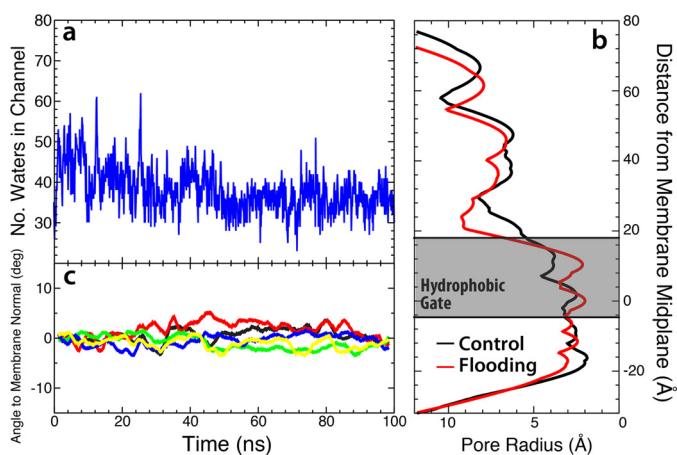 a
No. Waters in Channel
80
70
60
50
40
30
c
Angle to Membrane Normal (deg)
10
0
-10
0
20
40
60
80
100
Time (ns)
b
80
60
40
20
0
-20
Distance from Membrane Midplane (Å)
Hydrophobic
Gate
Control
Flooding
10
5
0
Pore Radius (Å)